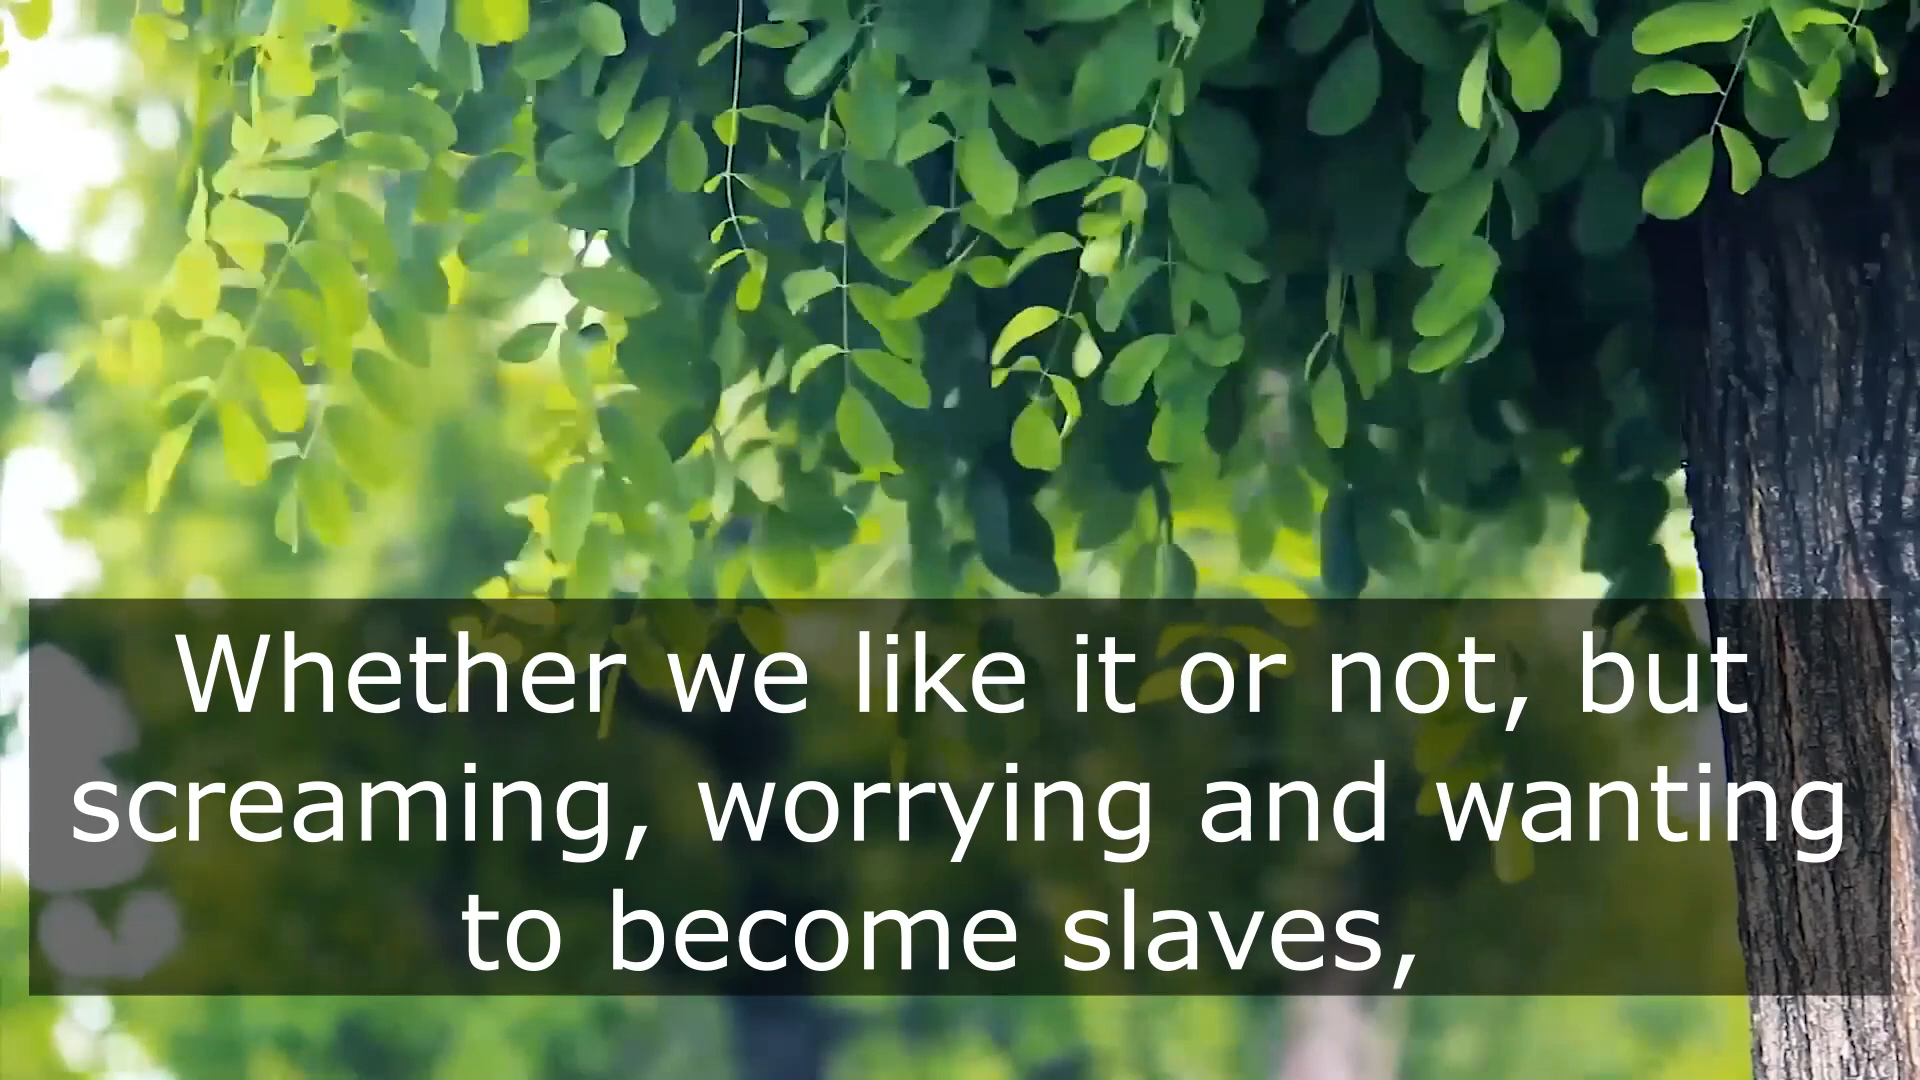 Whether we like it or not, but
screaming, worrying and wanting
to become slaves,